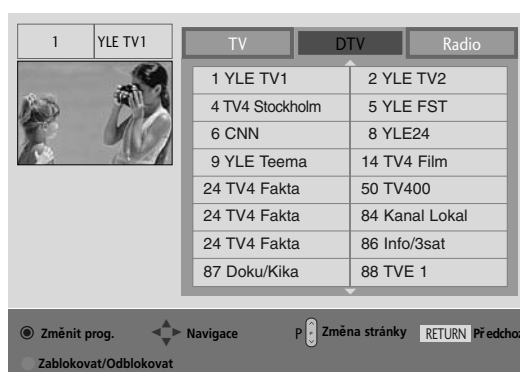 1 YLE TV1
TV DTV Radio
1 YLE TV1 2 YLE TV2
4 TV4 Stockholm 5 YLE FST
6 CNN 8 YLE24
9 YLE Teema 14 TV4 Film
24 TV4 Fakta 50 TV400
24 TV4 Fakta 84 Kanal Lokal
24 TV4 Fakta 86 Info/3sat
87 Doku/Kika 88 TVE 1
Změnit prog. Navigace P Změna stránky RETURN Předchoz
Zablokovat/Odblokovat